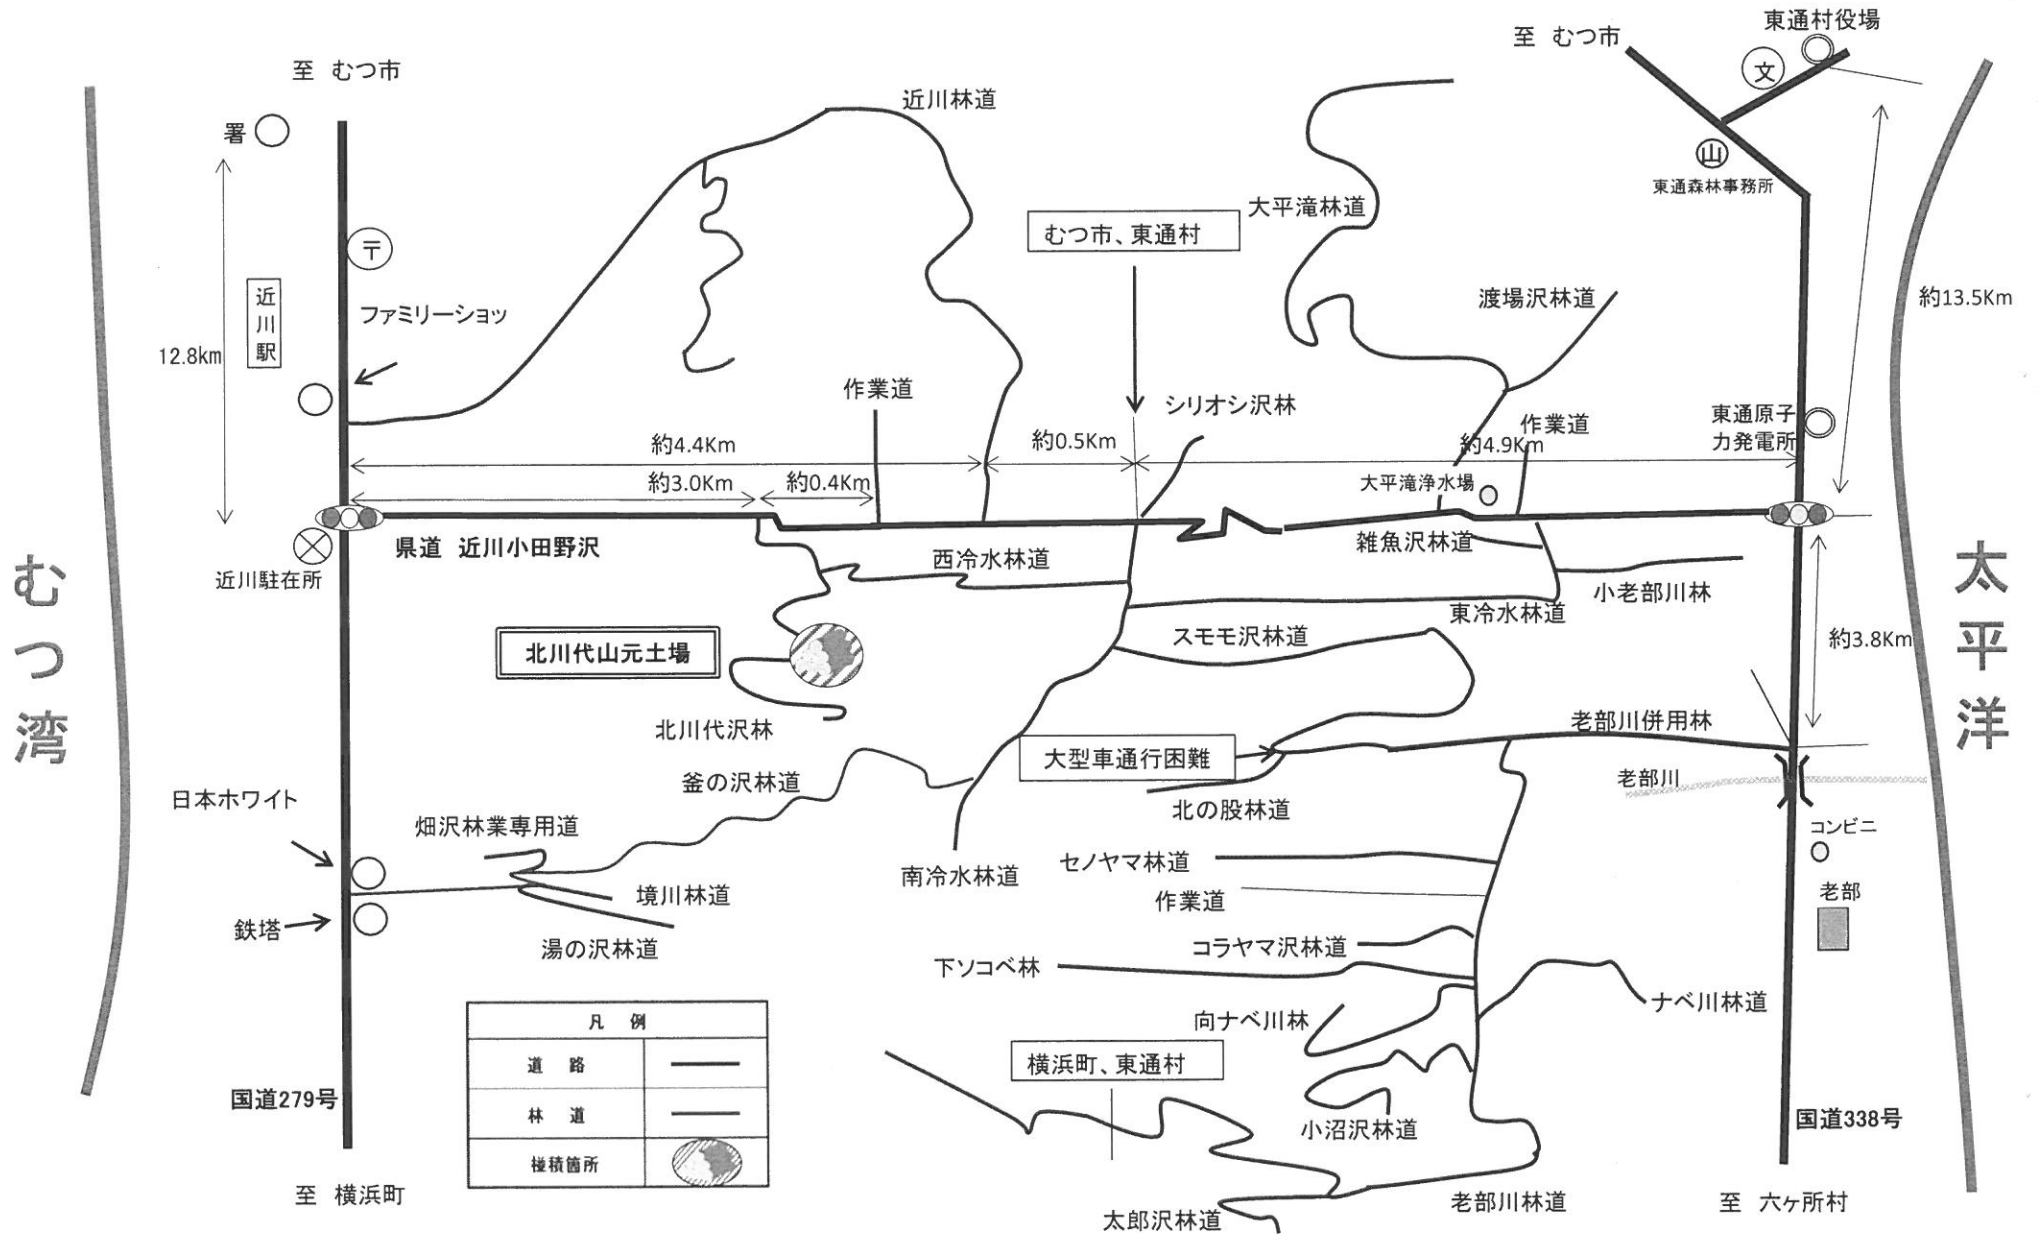 東通村役場
至 むつ市
文
至 むつ市
近川林道
署
山
東通森林事務所
大平滝林道
むつ市、東通村
〒
近川駅
ファミリーショッ
渡場沢林道
約13.5Km
12.8km
作業道
シリオシ沢林
東通原子
力発電所
作業道
約4.4Km
約0.5Km
約4.9Km
約3.0Km
約0.4Km
大平滝浄水場
県道 近川小田野沢
西冷水林道
雑魚沢林道
近川駐在所
小老部川林
東冷水林道
むつ湾
太平洋
北川代山元土場
スモモ沢林道
約3.8Km
北川代沢林
老部川併用林
大型車通行困難
釜の沢林道
老部川
日本ホワイト
北の股林道
畑沢林業専用道
コンビニ
セノヤマ林道
南冷水林道
境川林道
作業道
老部
鉄塔
湯の沢林道
コラヤマ沢林道
下ソコベ林
ナベ川林道
向ナベ川林
凡 例
道 路
林 道
椪積箇所
横浜町、東通村
国道279号
小沼沢林道
国道338号
至 横浜町
太郎沢林道
老部川林道
至 六ヶ所村